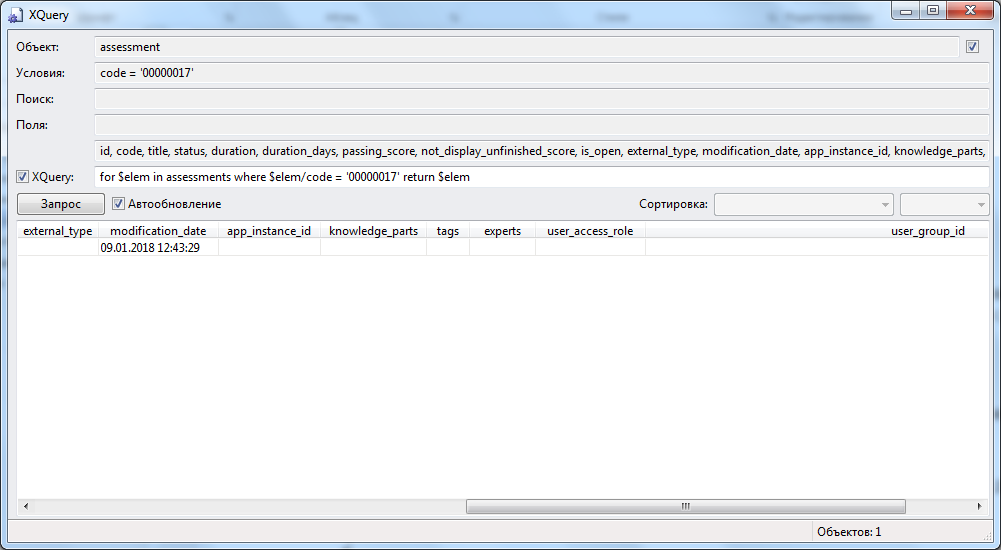 XQuery
Объект: assessment
Условия: code = '00000017'
Поиск:
Поля:
id, code, title, status, duration, duration_days, passing_score, not_display_unfinished_score, is_open, external_type, modification_date, app_instance_id, knowledge_parts,
XQuery: for $elem in assessments where $elem/code = '00000017' return $elem
Запрос Автообновление Сортировка:
external_type modification_date app_instance_id knowledge_parts tags experts user_access_role user_group_id
09.01.2018 12:43:29
Объектов: 1